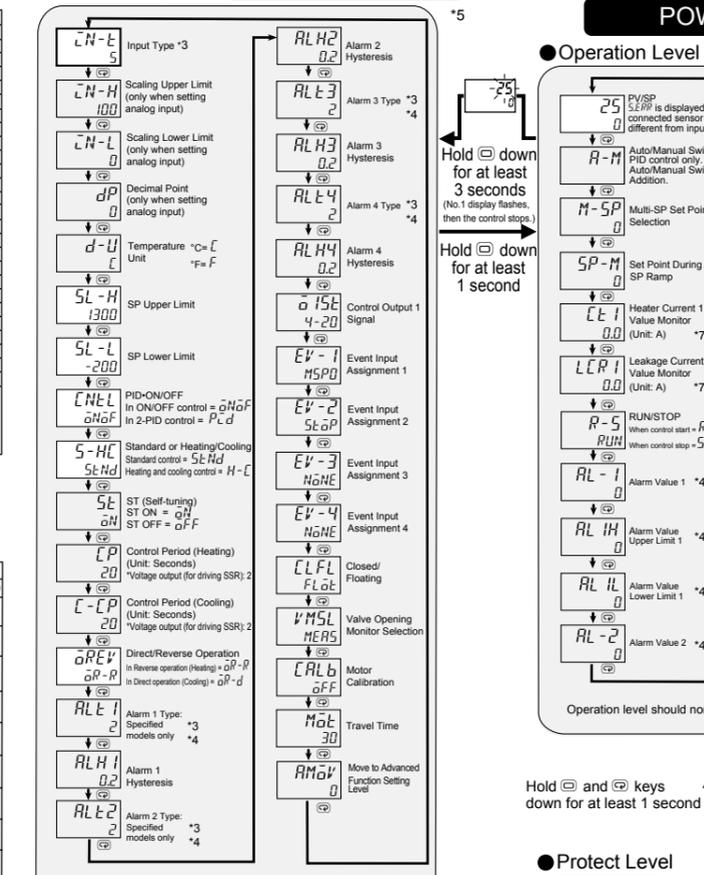 IN-t
5
Input Type *3
IN-H
100
Scaling Upper Limit
(only when setting
analog input)
IN-L
0
Scaling Lower Limit
(only when setting
analog input)
dP
0
Decimal Point
(only when setting
analog input)
d-U
C
Temperature °C= C
Unit °F= F
SL-H
1300
SP Upper Limit
SL-L
-200
SP Lower Limit
CNtL
oNoF
PID•ON/OFF
In ON/OFF control = oNoF
In 2-PID control = Pid
S-HC
StNd
Standard or Heating/Cooling
Standard control = StNd
Heating and cooling control = H-C
St
oN
ST (Self-tuning)
ST ON = oN
ST OFF = oFF
CP
20
Control Period (Heating)
(Unit: Seconds)
*Voltage output (for driving SSR): 2
C-CP
20
Control Period (Cooling)
(Unit: Seconds)
*Voltage output (for driving SSR): 2
oREV
oR-R
Direct/Reverse Operation
In Reverse operation (Heating) = oR-R
In Direct operation (Cooling) = oR-d
ALt1
2
Alarm 1 Type:
Specified *3
models only *4
ALH1
0.2
Alarm 1
Hysteresis
ALt2
2
Alarm 2 Type:
Specified *3
models only *4
ALH2
0.2
Alarm 2
Hysteresis
ALt3
2
Alarm 3 Type *3
*4
ALH3
0.2
Alarm 3
Hysteresis
ALt4
2
Alarm 4 Type *3
*4
ALH4
0.2
Alarm 4
Hysteresis
o1St
4-20
Control Output 1
Signal
EV-1
MSP0
Event Input
Assignment 1
EV-2
StoP
Event Input
Assignment 2
EV-3
NoNE
Event Input
Assignment 3
EV-4
NoNE
Event Input
Assignment 4
CLFL
FLot
Closed/
Floating
VMSL
MEAS
Valve Opening
Monitor Selection
CALb
oFF
Motor
Calibration
Mot
30
Travel Time
AMoV
0
Move to Advanced
Function Setting
Level
*5
25
10
Hold down
for at least
3 seconds
(No.1 display flashes,
then the control stops.)
Hold down
for at least
1 second
POW
●Operation Level
25
0
PV/SP
S.ERR is displayed
connected sensor
different from inpu
A-M
Auto/Manual Swi
PID control only.
Auto/Manual Swi
Addition.
M-SP
0
Multi-SP Set Poi
Selection
SP-M
0
Set Point During
SP Ramp
Ct1
0.0
Heater Current 1
Value Monitor
(Unit: A) *7
LCR1
0.0
Leakage Current
Value Monitor
(Unit: A) *7
R-S
RUN
RUN/STOP
When control start = R
When control stop = S
AL-1
0
Alarm Value 1 *4
AL1H
0
Alarm Value *4
Upper Limit 1
AL1L
0
Alarm Value *4
Lower Limit 1
AL-2
0
Alarm Value 2 *4
Operation level should nor
Hold and keys
down for at least 1 second
●Protect Level